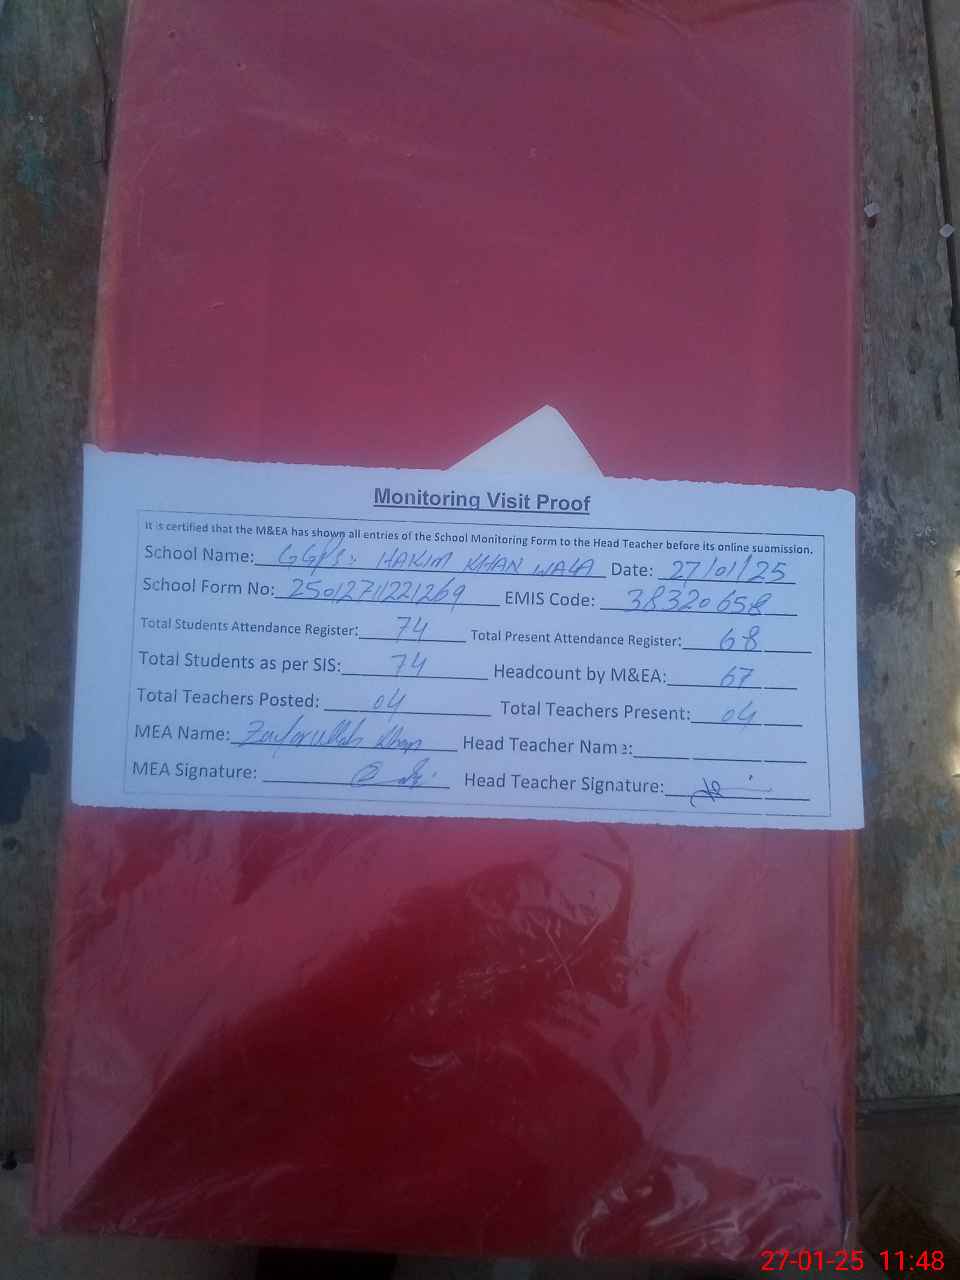 Monitoring Visit Proof
It is certified that the M&EA has shown all entries of the School Monitoring Form to the Head Teacher before its online submission.
School Name: GGPS: HAKIM KHAN WALA Date: 27/01/25
School Form No: 2501271221269 EMIS Code: 38320658
Total Students Attendance Register: 74 Total Present Attendance Register: 68
Total Students as per SIS: 74 Headcount by M&EA: 67
Total Teachers Posted: 04 Total Teachers Present: 04
MEA Name: Zafarullah Khan Head Teacher Name:
MEA Signature: Head Teacher Signature:
27-01-25 11:48